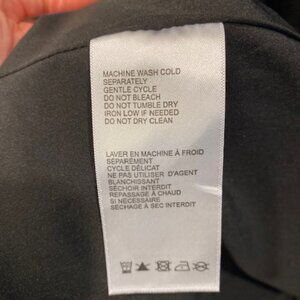 MACHINE WASH COLD
SEPARATELY
GENTLE CYCLE
DO NOT BLEACH
DO NOT TUMBLE DRY
IRON LOW IF NEEDED
DO NOT DRY CLEAN
LAVER EN MACHINE À FROID
SÉPARÉMENT
CYCLE DÉLICAT
NE PAS UTILISER D'AGENT
BLANCHISSANT
SÉCHOIR INTERDIT
REPASSAGE À CHAUD
SI NÉCESSAIRE
SÉCHAGE À SEC INTERDIT